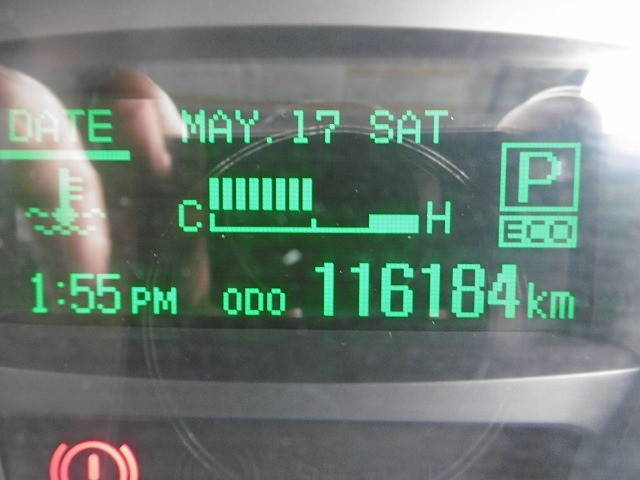 DATE MAY. 17 SAT
P
C H
ECO
1:55 PM ODO 116184 km